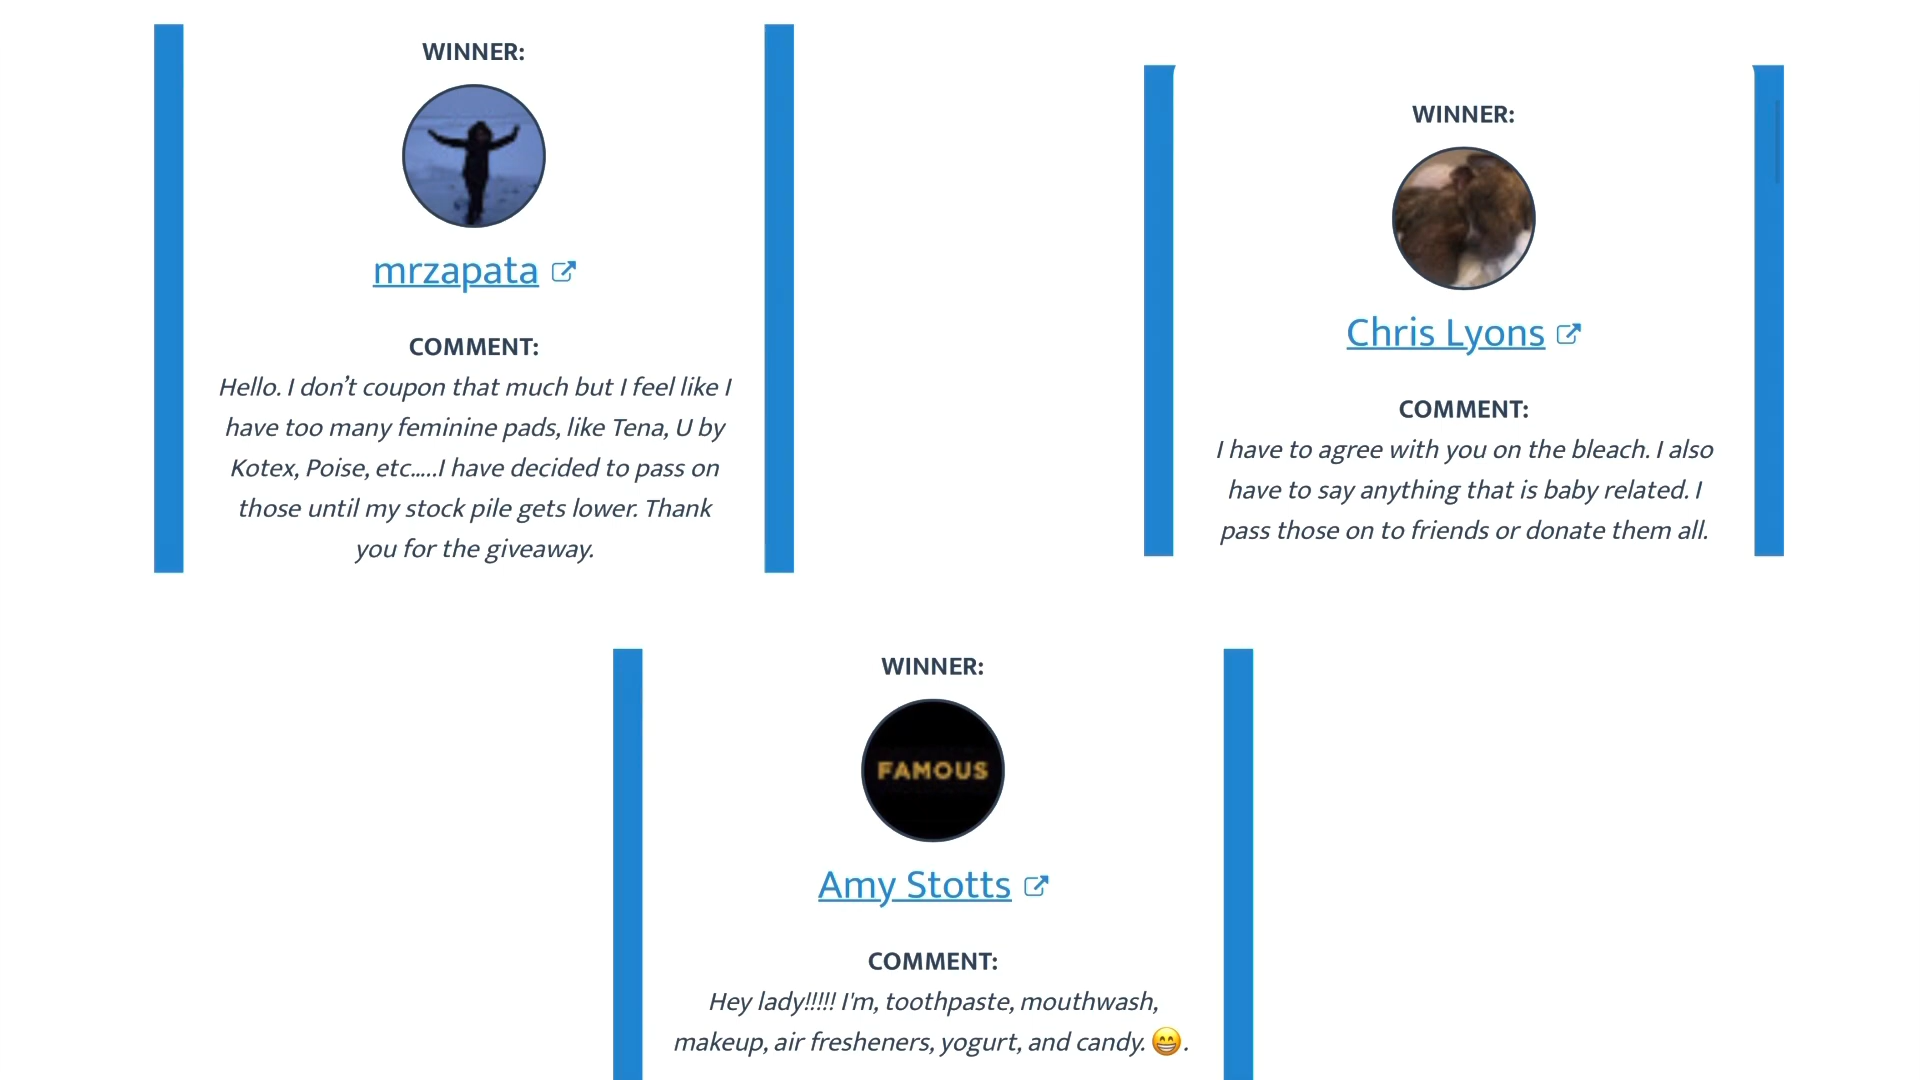 WINNER:
mrzapata
COMMENT:
Hello. I don’t coupon that much but I feel like I
have too many feminine pads, like Tena, U by
Kotex, Poise, etc.....I have decided to pass on
those until my stock pile gets lower. Thank
you for the giveaway.
WINNER:
Chris Lyons
COMMENT:
I have to agree with you on the bleach. I also
have to say anything that is baby related. I
pass those on to friends or donate them all.
WINNER:
FAMOUS
Amy Stotts
COMMENT:
Hey lady!!!!! I'm, toothpaste, mouthwash,
makeup, air fresheners, yogurt, and candy. 😁.